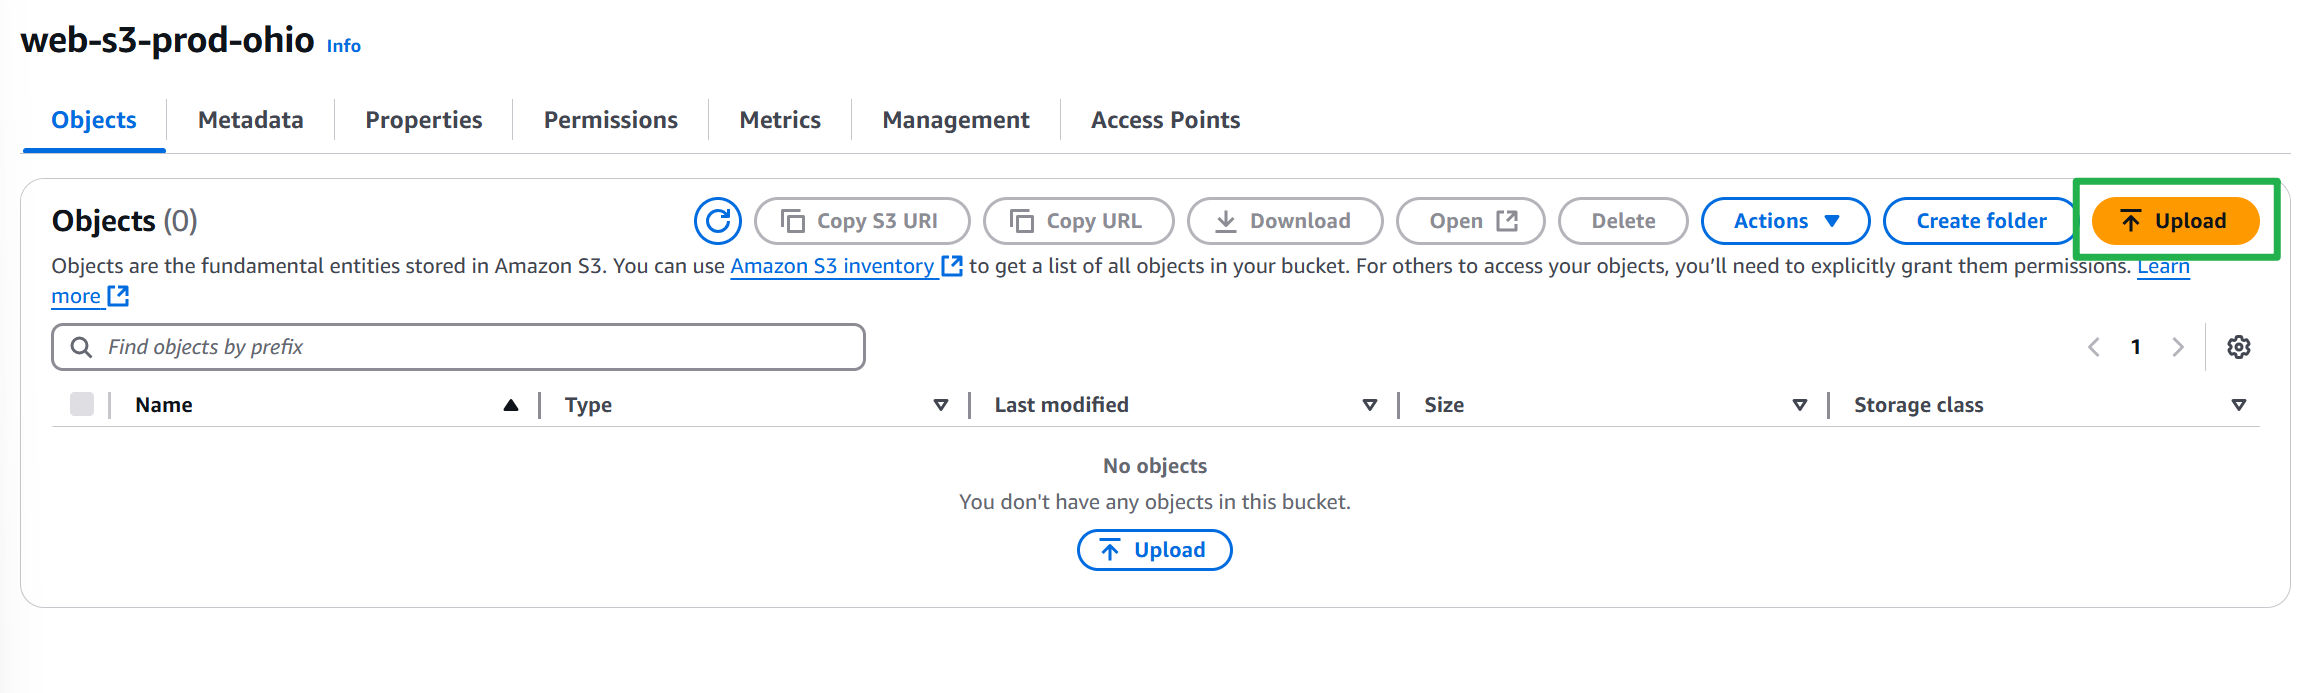 web-s3-prod-ohio Info
Objects Metadata Properties Permissions Metrics Management Access Points
Objects (0) Copy S3 URI Copy URL Download Open Delete Actions Create folder Upload
Objects are the fundamental entities stored in Amazon S3. You can use Amazon S3 inventory to get a list of all objects in your bucket. For others to access your objects, you’ll need to explicitly grant them permissions. Learn
more
Find objects by prefix 1
Name Type Last modified Size Storage class
No objects
You don't have any objects in this bucket.
Upload